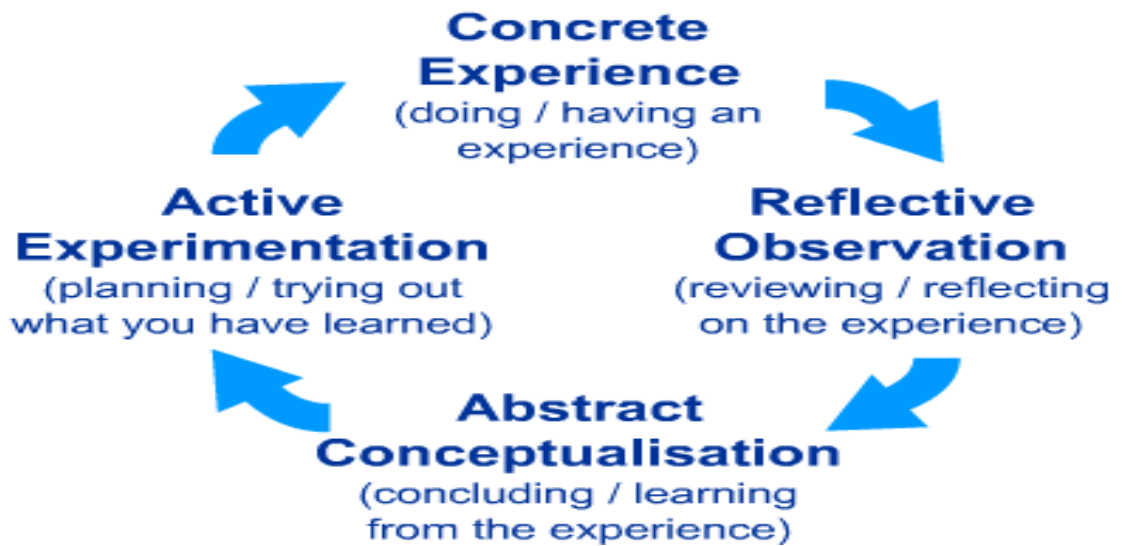 Concrete
Experience
(doing / having an
experience)
Reflective
Observation
(reviewing / reflecting
on the experience)
Abstract
Conceptualisation
(concluding / learning
from the experience)
Active
Experimentation
(planning / trying out
what you have learned)